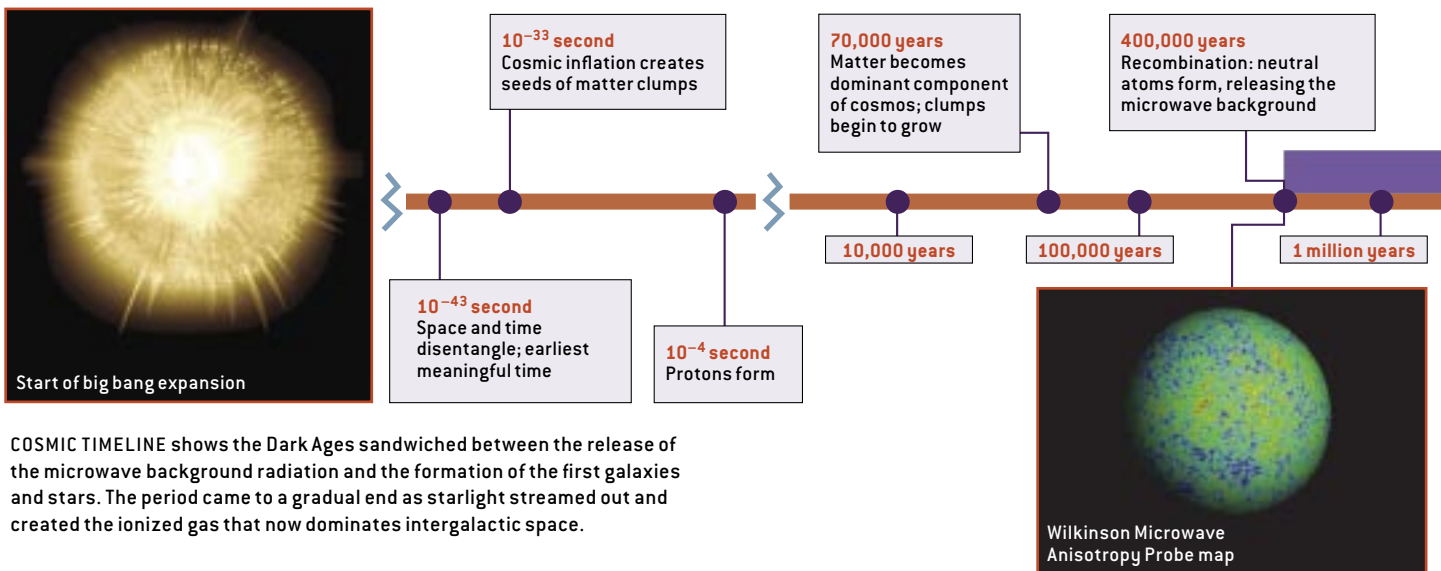 10⁻³³ second
Cosmic inflation creates
seeds of matter clumps
70,000 years
Matter becomes
dominant component
of cosmos; clumps
begin to grow
400,000 years
Recombination: neutral
atoms form, releasing the
microwave background
10,000 years
100,000 years
1 million years
10⁻⁴³ second
Space and time
disentangle; earliest
meaningful time
10⁻⁴ second
Protons form
Start of big bang expansion
COSMIC TIMELINE shows the Dark Ages sandwiched between the release of
the microwave background radiation and the formation of the first galaxies
and stars. The period came to a gradual end as starlight streamed out and
created the ionized gas that now dominates intergalactic space.
Wilkinson Microwave
Anisotropy Probe map